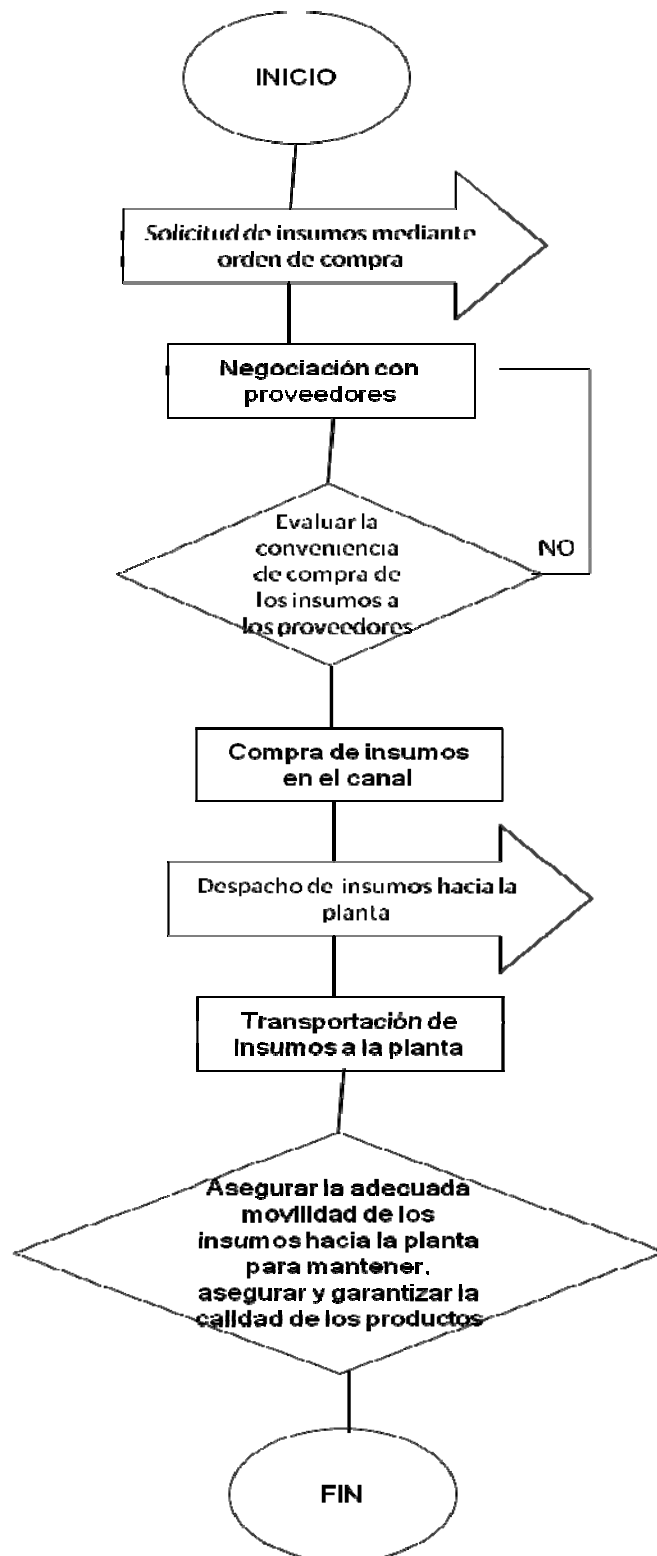 INICIO
Solicitud de insumos mediante
orden de compra
Negociación con
proveedores
Evaluar la
conveniencia
de compra de
los insumos a
los proveedores
NO
Compra de insumos
en el canal
Despacho de insumos hacia la
planta
Transportación de
insumos a la planta
Asegurar la adecuada
movilidad de los
insumos hacia la planta
para mantener,
asegurar y garantizar la
calidad de los productos
FIN